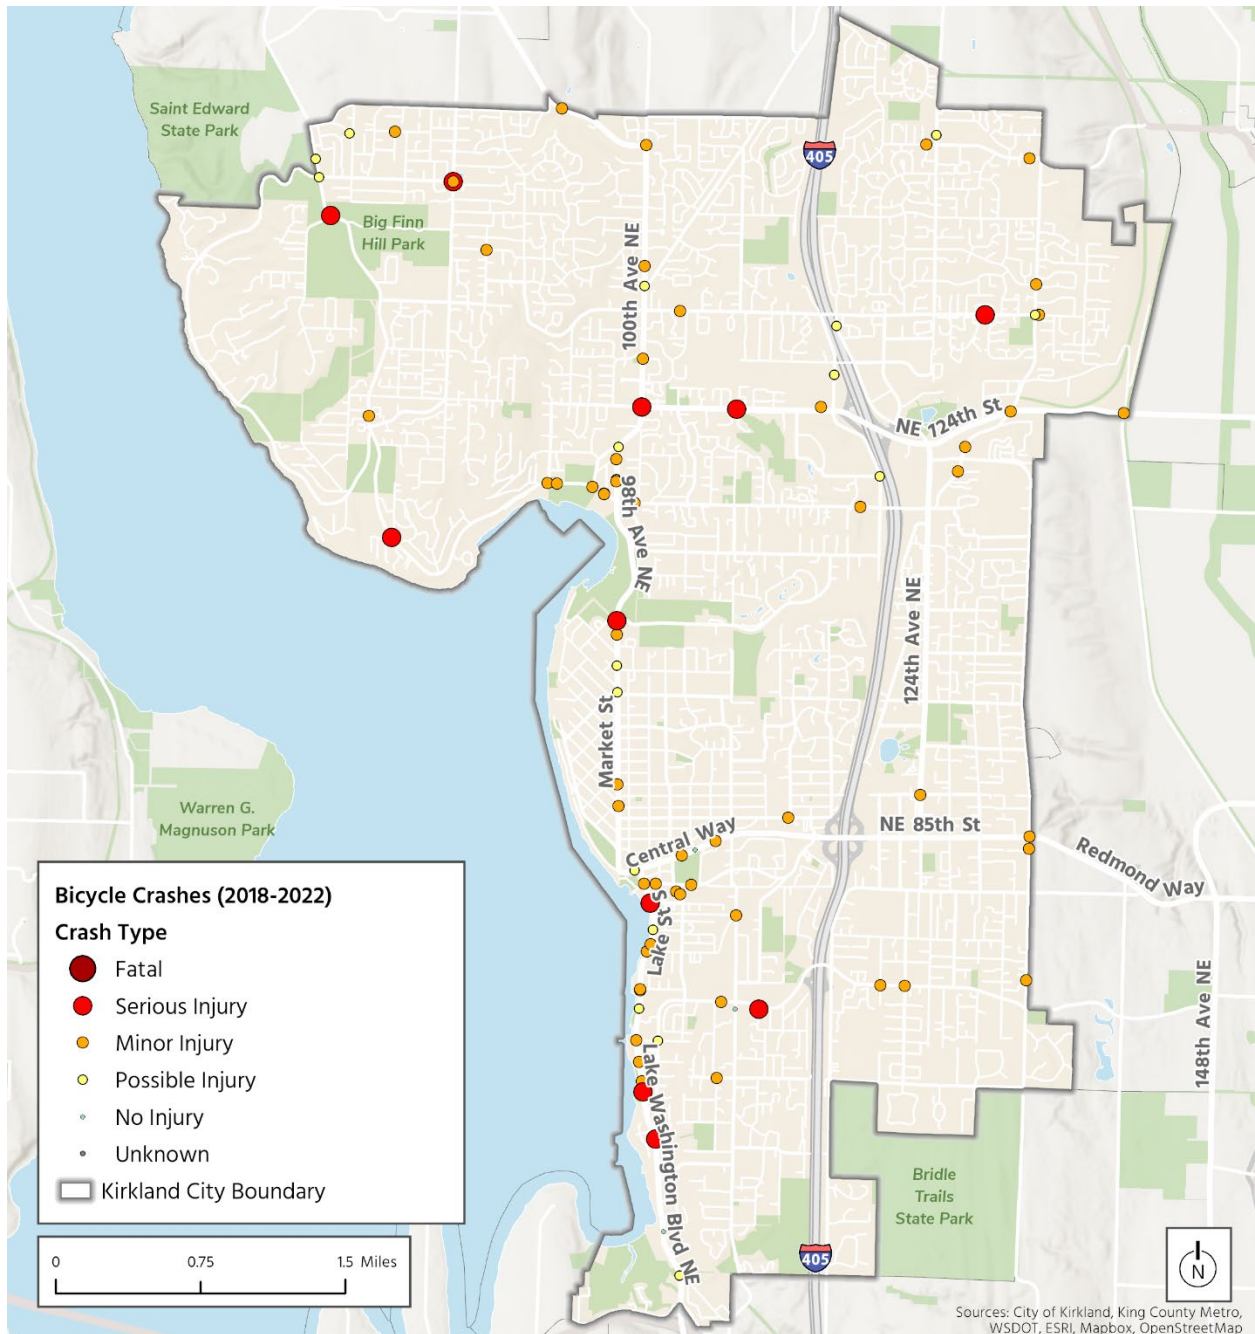 Saint Edward
State Park
405
Big Finn
Hill Park
100th Ave NE
NE 124th St
98th Ave NE
124th Ave NE
Market St
Warren G.
Magnuson Park
Central Way
NE 85th St
Redmond Way
Lake St S
148th Ave NE
Lake Washington Blvd NE
Bridle
Trails
State Park
405
Bicycle Crashes (2018-2022)
Crash Type
Fatal
Serious Injury
Minor Injury
Possible Injury
No Injury
Unknown
Kirkland City Boundary
0 0.75 1.5 Miles
N
Sources: City of Kirkland, King County Metro,
WSDOT, ESRI, Mapbox, OpenStreetMap